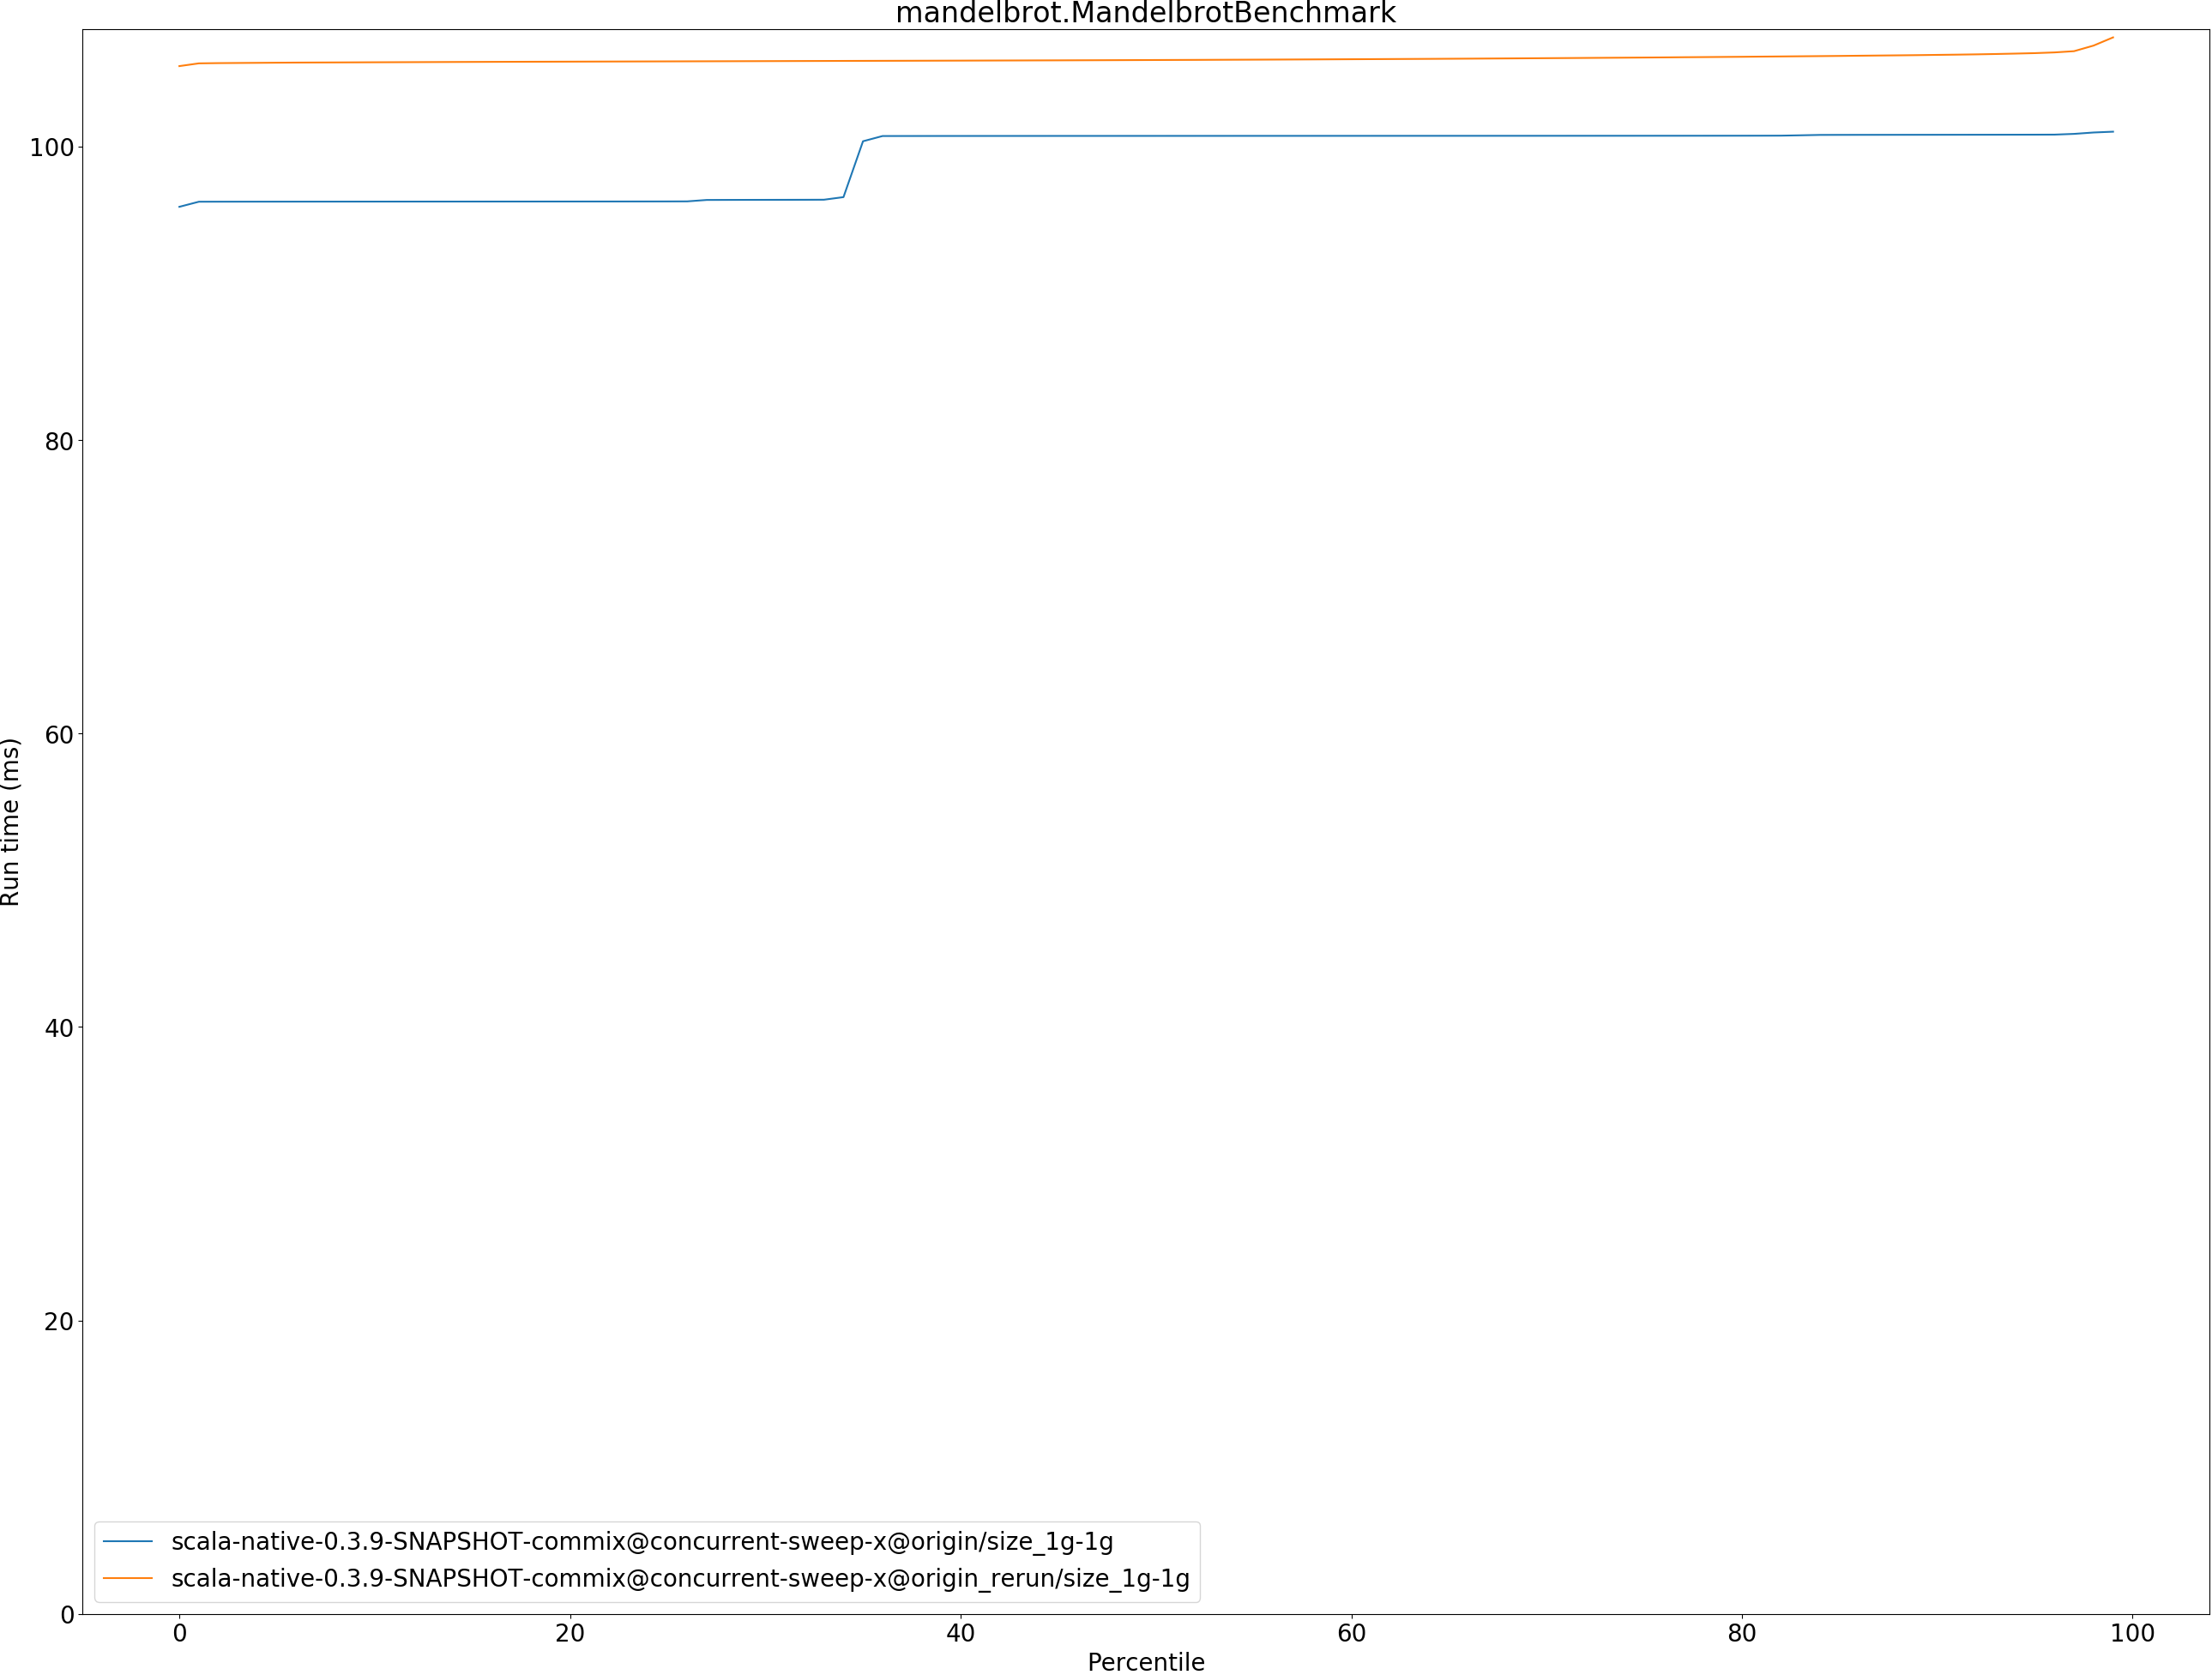 mandelbrot.MandelbrotBenchmark
100
80
60
40
20
0
Run time (ms)
0 20 40 60 80 100
Percentile
scala-native-0.3.9-SNAPSHOT-commix@concurrent-sweep-x@origin/size_1g-1g
scala-native-0.3.9-SNAPSHOT-commix@concurrent-sweep-x@origin_rerun/size_1g-1g